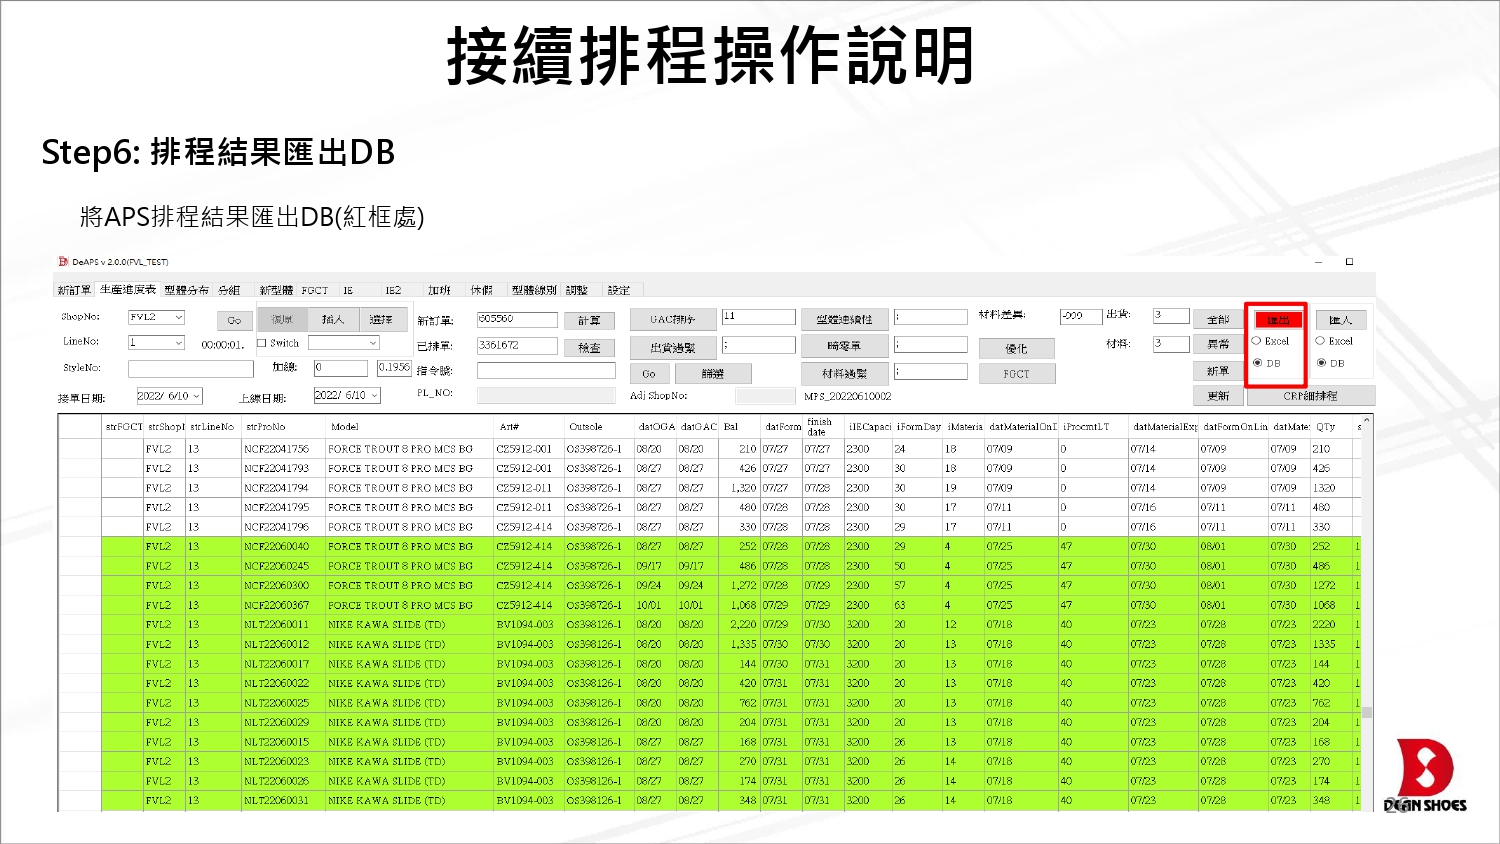 接續排程操作說明
Step6: 排程結果匯出DB
將APS排程結果匯出DB(紅框處)
DeAPS v 2.0.0(FVL_TEST)
新訂單 生產進度表 型體分布 分組 新型體 FGCT IE IE2 加班 休假 型體線別 調整 設定
ShopNo: FVL2 Go 復原 插入 選擇 新訂單: 605560 計算 GAC排序 11 型體連續性 ; 材料差異: -999 出貨: 3 全部 匯出 匯入
LineNo: 1 00:00:01. Switch 已排單: 3361672 檢查 出貨過緊 ; 畸零單 ; 優化 材料: 3 異常 Excel Excel
StyleNo: 加總: 0 0.1956 指令號: Go 篩選 材料過緊 ; FGCT 新單 DB DB
接單日期: 2022/ 6/10 上線日期: 2022/ 6/10 PL_NO: Adj ShopNo: MPS_20220610002 更新 CRP細排程
strFGCT strShopI strLineNo strProNo Model Art# Outsole datOGA datGAC Bal datForm finish date iIECapaci iFormDay iMateria datMaterialOnD iProcmtLT datMaterialExp datFormOnLin datMate QTy s
FVL2 13 NCF22041756 FORCE TROUT 8 PRO MCS BG CZ5912-001 OS398726-1 08/20 08/20 210 07/27 07/27 2300 24 18 07/09 0 07/14 07/09 07/09 210
FVL2 13 NCF22041793 FORCE TROUT 8 PRO MCS BG CZ5912-001 OS398726-1 08/27 08/27 426 07/27 07/27 2300 30 18 07/09 0 07/14 07/09 07/09 426
FVL2 13 NCF22041794 FORCE TROUT 8 PRO MCS BG CZ5912-011 OS398726-1 08/27 08/27 1,320 07/27 07/28 2300 30 19 07/09 0 07/14 07/09 07/09 1320
FVL2 13 NCF22041795 FORCE TROUT 8 PRO MCS BG CZ5912-011 OS398726-1 08/27 08/27 480 07/28 07/28 2300 30 17 07/11 0 07/16 07/11 07/11 480
FVL2 13 NCF22041796 FORCE TROUT 8 PRO MCS BG CZ5912-414 OS398726-1 08/27 08/27 330 07/28 07/28 2300 29 17 07/11 0 07/16 07/11 07/11 330
FVL2 13 NCF22060040 FORCE TROUT 8 PRO MCS BG CZ5912-414 OS398726-1 08/27 08/27 252 07/28 07/28 2300 29 4 07/25 47 07/30 08/01 07/30 252 1
FVL2 13 NCF22060245 FORCE TROUT 8 PRO MCS BG CZ5912-414 OS398726-1 09/17 09/17 486 07/28 07/28 2300 50 4 07/25 47 07/30 08/01 07/30 486 1
FVL2 13 NCF22060300 FORCE TROUT 8 PRO MCS BG CZ5912-414 OS398726-1 09/24 09/24 1,272 07/28 07/29 2300 57 4 07/25 47 07/30 08/01 07/30 1272 1
FVL2 13 NCF22060367 FORCE TROUT 8 PRO MCS BG CZ5912-414 OS398726-1 10/01 10/01 1,068 07/29 07/29 2300 63 4 07/25 47 07/30 08/01 07/30 1068 1
FVL2 13 NLT22060011 NIKE KAWA SLIDE (TD) BV1094-003 OS398126-1 08/20 08/20 2,220 07/29 07/30 3200 20 12 07/18 40 07/23 07/28 07/23 2220 1
FVL2 13 NLT22060012 NIKE KAWA SLIDE (TD) BV1094-003 OS398126-1 08/20 08/20 1,335 07/30 07/30 3200 20 13 07/18 40 07/23 07/28 07/23 1335 1
FVL2 13 NLT22060017 NIKE KAWA SLIDE (TD) BV1094-003 OS398126-1 08/20 08/20 144 07/30 07/31 3200 20 13 07/18 40 07/23 07/28 07/23 144 1
FVL2 13 NLT22060022 NIKE KAWA SLIDE (TD) BV1094-003 OS398126-1 08/20 08/20 420 07/31 07/31 3200 20 13 07/18 40 07/23 07/28 07/23 420 1
FVL2 13 NLT22060025 NIKE KAWA SLIDE (TD) BV1094-003 OS398126-1 08/20 08/20 762 07/31 07/31 3200 20 13 07/18 40 07/23 07/28 07/23 762 1
FVL2 13 NLT22060029 NIKE KAWA SLIDE (TD) BV1094-003 OS398126-1 08/20 08/20 204 07/31 07/31 3200 20 13 07/18 40 07/23 07/28 07/23 204 1
FVL2 13 NLT22060015 NIKE KAWA SLIDE (TD) BV1094-003 OS398126-1 08/27 08/27 168 07/31 07/31 3200 26 13 07/18 40 07/23 07/28 07/23 168 1
FVL2 13 NLT22060023 NIKE KAWA SLIDE (TD) BV1094-003 OS398126-1 08/27 08/27 270 07/31 07/31 3200 26 14 07/18 40 07/23 07/28 07/23 270 1
FVL2 13 NLT22060026 NIKE KAWA SLIDE (TD) BV1094-003 OS398126-1 08/27 08/27 174 07/31 07/31 3200 26 14 07/18 40 07/23 07/28 07/23 174 1
FVL2 13 NLT22060031 NIKE KAWA SLIDE (TD) BV1094-003 OS398126-1 08/27 08/27 348 07/31 07/31 3200 26 14 07/18 40 07/23 07/28 07/23 348 1
DEAN SHOES